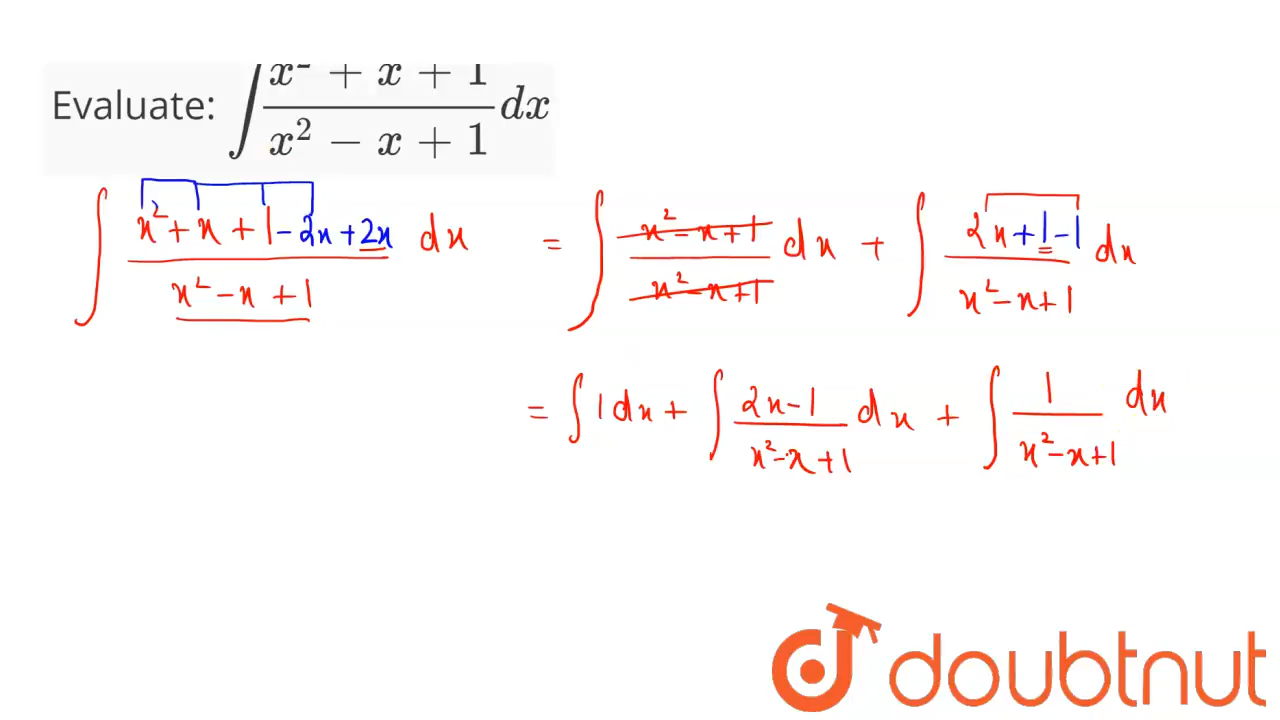 Evaluate: ∫ (x² + x + 1)/(x² − x + 1) dx
∫ (x² + x + 1 − 2x + 2x)/(x² − x + 1) dx = ∫ (x² − x + 1)/(x² − x + 1) dx + ∫ (2x + 1 − 1)/(x² − x + 1) dx
= ∫ 1 dx + ∫ (2x − 1)/(x² − x + 1) dx + ∫ 1/(x² − x + 1) dx
doubtnut